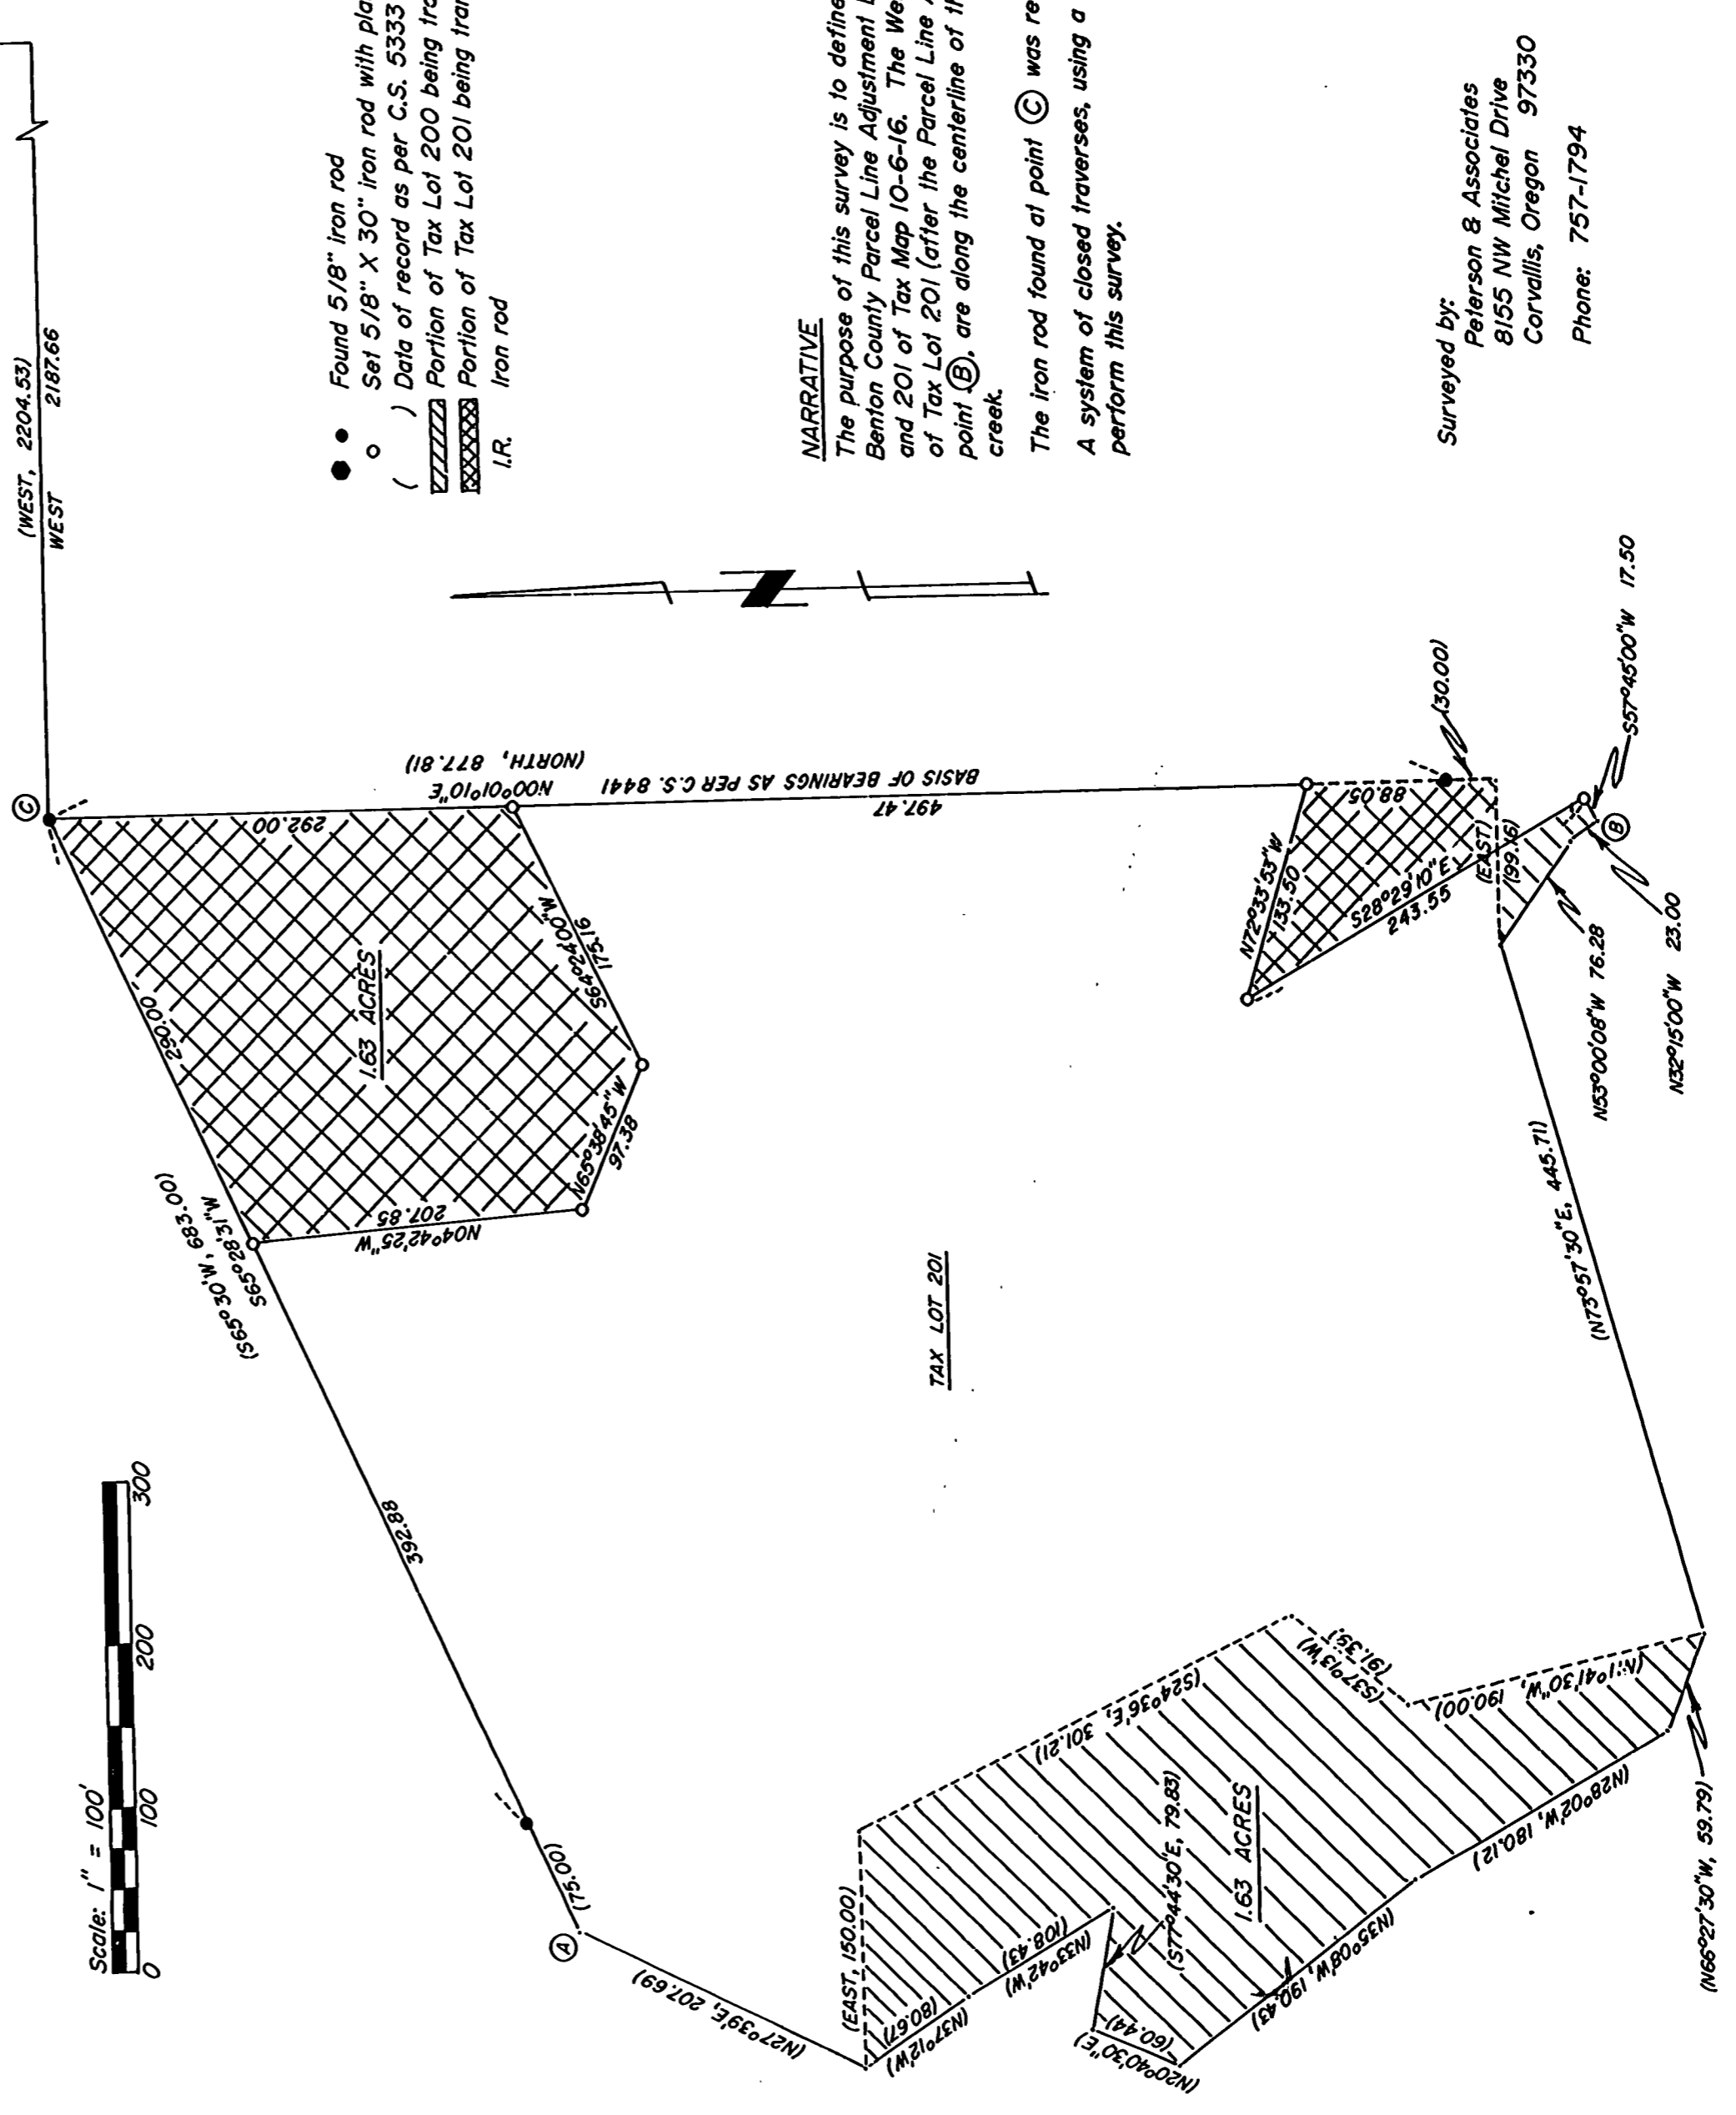 (WEST, 2204.53)
WEST 2187.66
Found 5/8" iron rod
Set 5/8" X 30" iron rod with pla
( ) Data of record as per C.S. 5333
Portion of Tax Lot 200 being tra
Portion of Tax Lot 201 being tran
I.R. Iron rod
NARRATIVE
The purpose of this survey is to define
Benton County Parcel Line Adjustment L
and 201 of Tax Map 10-6-16. The We
of Tax Lot 201 (after the Parcel Line A
point (B), are along the centerline of th
creek.
The iron rod found at point (C) was re
A system of closed traverses, using a
perform this survey.
Surveyed by:
Peterson & Associates
8155 NW Mitchel Drive
Corvallis, Oregon 97330
Phone: 757-1794
C
N00°01'10"E
(NORTH, 877.81)
BASIS OF BEARINGS AS PER C.S. 8441
497.47
292.00
290.00
1.63 ACRES
S64°24'00"W
175.16
N65°38'45"W
97.38
207.85
N04°42'25"W
(S65°30'W, 683.00)
S65°28'31"W
392.88
(75.00)
A
(N27°39'E, 207.69)
Scale: 1" = 100'
0 100 200 300
TAX LOT 201
N72°33'53"W
133.50
88.05
(30.00)
S28°29'10"E
243.55
(EAST)
(99.16)
B
S57°45'00"W 17.50
N32°15'00"W 23.00
N53°00'08"W 76.28
(N73°57'30"E, 445.71)
(EAST, 150.00)
(S24°36'E, 301.21)
(S37°13'W)
(91.39)
(N11°41'30"W, 190.00)
(80.67)
(N37°12'W)
(108.43)
(N33°42'W)
(S77°44'30"E, 79.83)
1.63 ACRES
(60.44)
(N20°40'30"E)
(N35°08'W, 190.43)
(N28°02'W, 180.12)
(N66°27'30"W, 59.79)